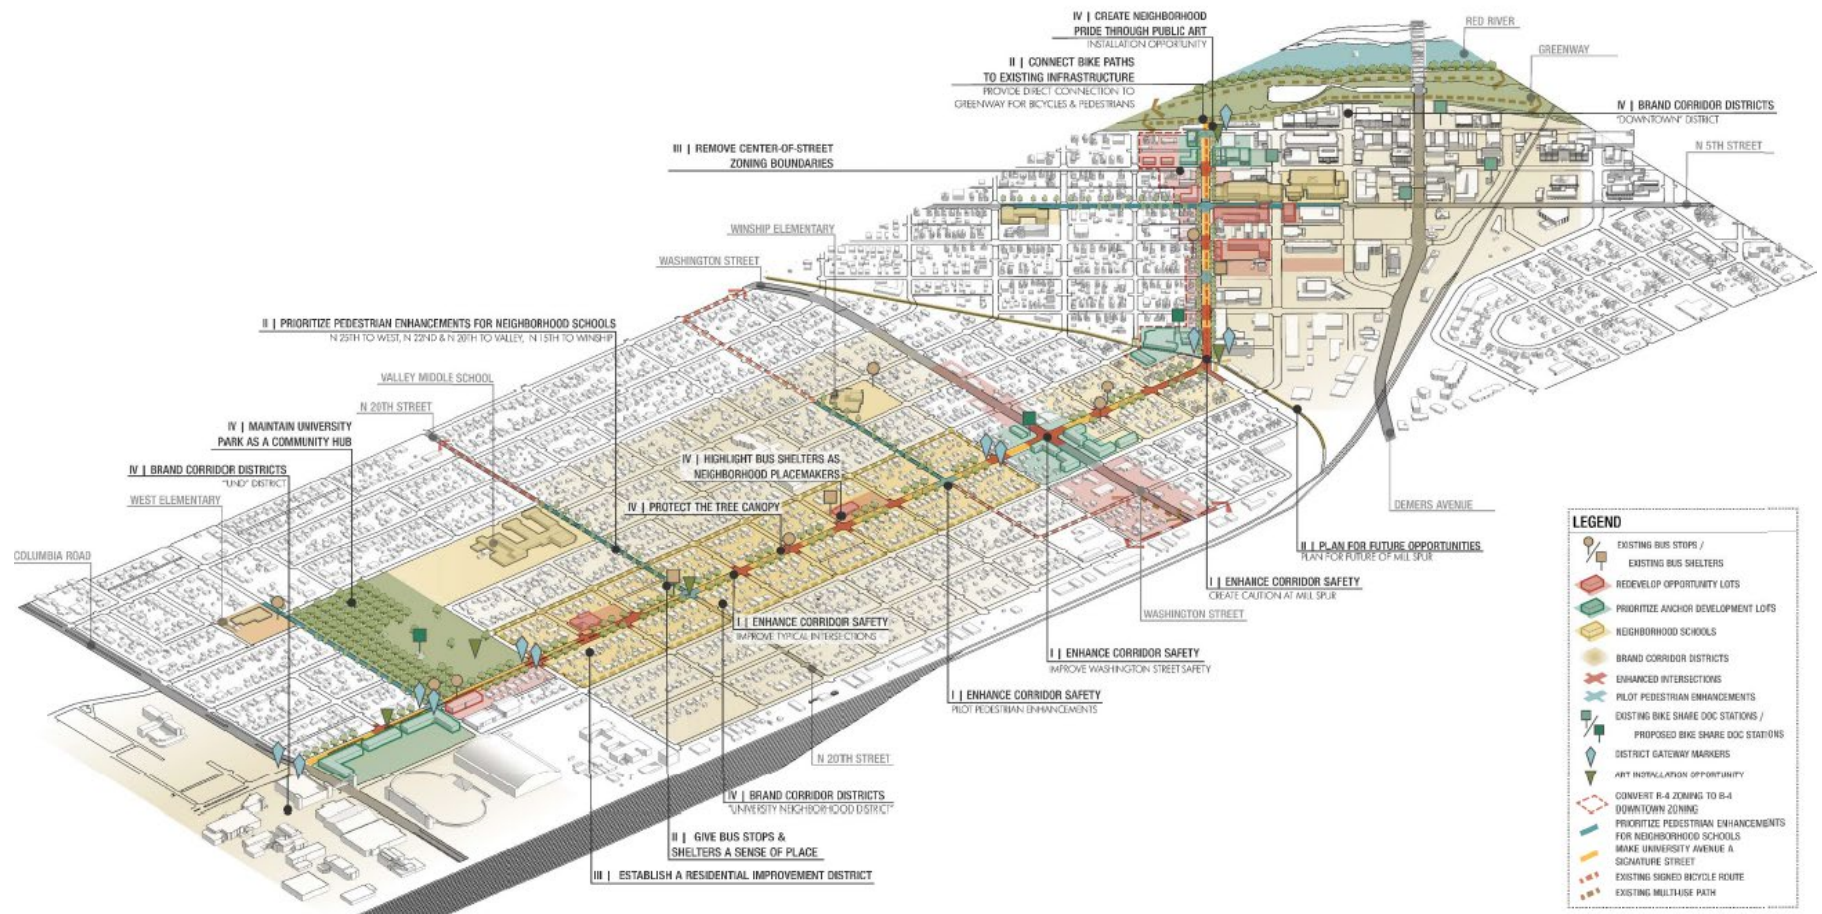 IV | CREATE NEIGHBORHOOD
PRIDE THROUGH PUBLIC ART
INSTALLATION OPPORTUNITY
II | CONNECT BIKE PATHS
TO EXISTING INFRASTRUCTURE
PROVIDE DIRECT CONNECTION TO
GREENWAY FOR BICYCLES & PEDESTRIANS
RED RIVER
GREENWAY
IV | BRAND CORRIDOR DISTRICTS
"DOWNTOWN" DISTRICT
N 5TH STREET
III | REMOVE CENTER-OF-STREET
ZONING BOUNDARIES
WINSHIP ELEMENTARY
WASHINGTON STREET
II | PRIORITIZE PEDESTRIAN ENHANCEMENTS FOR NEIGHBORHOOD SCHOOLS
N 25TH TO WEST, N 22ND & N 20TH TO VALLEY, N 15TH TO WINSHIP
VALLEY MIDDLE SCHOOL
N 20TH STREET
IV | MAINTAIN UNIVERSITY
PARK AS A COMMUNITY HUB
IV | BRAND CORRIDOR DISTRICTS
"UND" DISTRICT
WEST ELEMENTARY
COLUMBIA ROAD
IV | HIGHLIGHT BUS SHELTERS AS
NEIGHBORHOOD PLACEMAKERS
IV | PROTECT THE TREE CANOPY
DEMERS AVENUE
II | PLAN FOR FUTURE OPPORTUNITIES
PLAN FOR FUTURE OF MILL SPUR
I | ENHANCE CORRIDOR SAFETY
CREATE CAUTION AT MILL SPUR
WASHINGTON STREET
I | ENHANCE CORRIDOR SAFETY
IMPROVE TYPICAL INTERSECTIONS
I | ENHANCE CORRIDOR SAFETY
IMPROVE WASHINGTON STREET SAFETY
I | ENHANCE CORRIDOR SAFETY
PILOT PEDESTRIAN ENHANCEMENTS
N 20TH STREET
IV | BRAND CORRIDOR DISTRICTS
"UNIVERSITY NEIGHBORHOOD DISTRICT"
II | GIVE BUS STOPS &
SHELTERS A SENSE OF PLACE
III | ESTABLISH A RESIDENTIAL IMPROVEMENT DISTRICT
LEGEND
EXISTING BUS STOPS /
EXISTING BUS SHELTERS
REDEVELOP OPPORTUNITY LOTS
PRIORITIZE ANCHOR DEVELOPMENT LOTS
NEIGHBORHOOD SCHOOLS
BRAND CORRIDOR DISTRICTS
ENHANCED INTERSECTIONS
PILOT PEDESTRIAN ENHANCEMENTS
EXISTING BIKE SHARE DOC STATIONS /
PROPOSED BIKE SHARE DOC STATIONS
DISTRICT GATEWAY MARKERS
ART INSTALLATION OPPORTUNITY
CONVERT R-4 ZONING TO B-4
DOWNTOWN ZONING
PRIORITIZE PEDESTRIAN ENHANCEMENTS
FOR NEIGHBORHOOD SCHOOLS
MAKE UNIVERSITY AVENUE A
SIGNATURE STREET
EXISTING SIGNED BICYCLE ROUTE
EXISTING MULTI-USE PATH